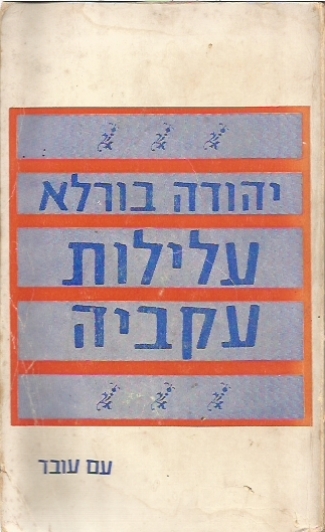 יהודה בורלא
עלילות
עקביה
עם עובד